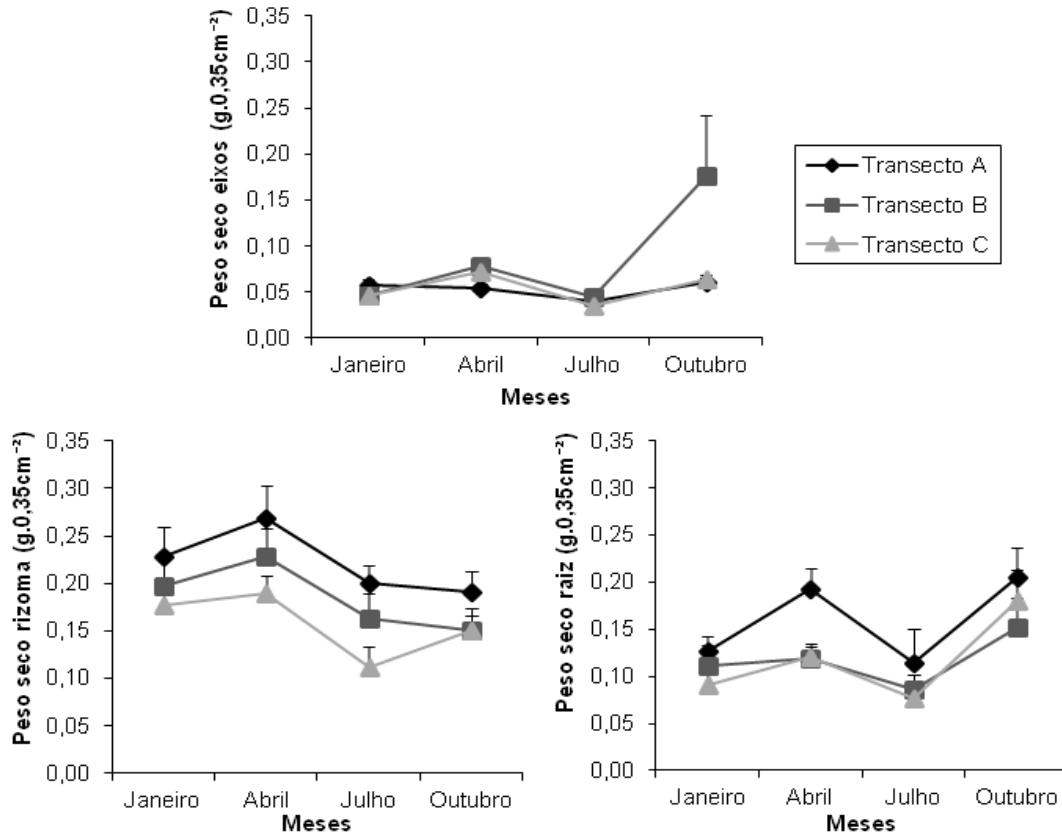 Peso seco eixos (g.0,35cm⁻²)
0,35
0,30
0,25
0,20
0,15
0,10
0,05
0,00
Janeiro Abril Julho Outubro
Meses
Transecto A
Transecto B
Transecto C
Peso seco rizoma (g.0,35cm⁻²)
0,35
0,30
0,25
0,20
0,15
0,10
0,05
0,00
Janeiro Abril Julho Outubro
Meses
Peso seco raiz (g.0,35cm⁻²)
0,35
0,30
0,25
0,20
0,15
0,10
0,05
0,00
Janeiro Abril Julho Outubro
Meses